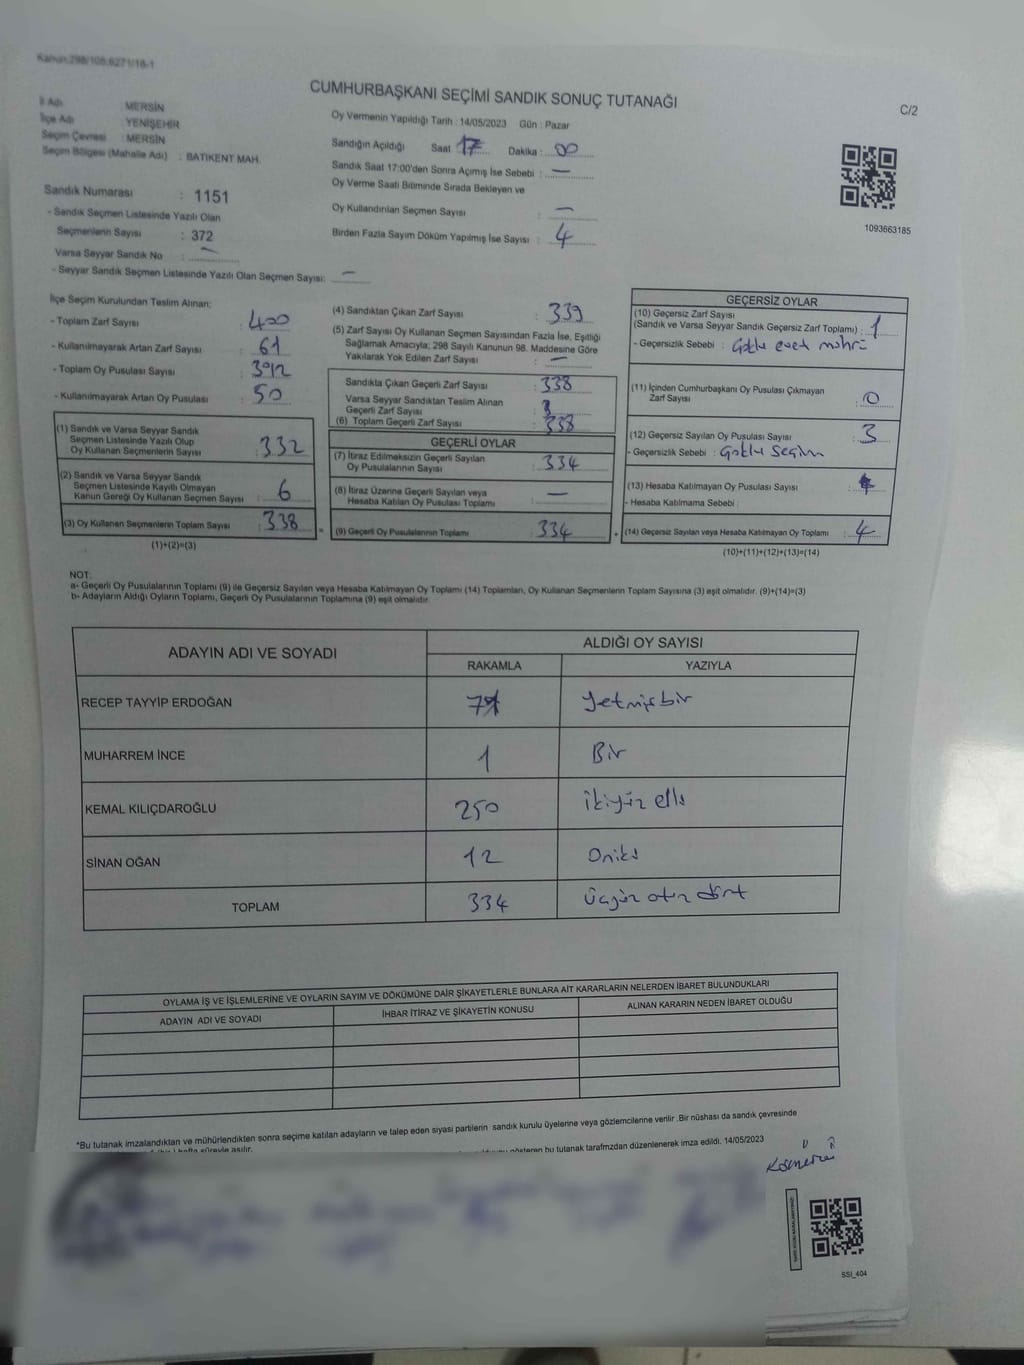 Kanun:298/105;6271/18-1
CUMHURBAŞKANI SEÇİMİ SANDIK SONUÇ TUTANAĞI
C/2
İl Adı : MERSİN
İlçe Adı : YENİŞEHİR
Seçim Çevresi : MERSİN
Seçim Bölgesi (Mahalle Adı) : BATIKENT MAH.
Sandık Numarası : 1151
- Sandık Seçmen Listesinde Yazılı Olan
Seçmenlerin Sayısı : 372
Varsa Seyyar Sandık No : –
- Seyyar Sandık Seçmen Listesinde Yazılı Olan Seçmen Sayısı: –
Oy Vermenin Yapıldığı Tarih : 14/05/2023 Gün : Pazar
Sandığın Açıldığı Saat 17 Dakika : 00
Sandık Saat 17:00'den Sonra Açımış İse Sebebi : –
Oy Verme Saati Bitiminde Sırada Bekleyen ve
Oy Kullandırılan Seçmen Sayısı : –
Birden Fazla Sayım Döküm Yapılmış İse Sayısı : 4
1093663185
İlçe Seçim Kurulundan Teslim Alınan:
- Toplam Zarf Sayısı : 400
- Kullanılmayarak Artan Zarf Sayısı : 61
- Toplam Oy Pusulası Sayısı : 392
- Kullanılmayarak Artan Oy Pusulası : 50
(1) Sandık ve Varsa Seyyar Sandık
Seçmen Listesinde Yazılı Olup
Oy Kullanan Seçmenlerin Sayısı : 332
(2) Sandık ve Varsa Seyyar Sandık
Seçmen Listesinde Kayıtlı Olmayan
Kanun Gereği Oy Kullanan Seçmen Sayısı : 6
(3) Oy Kullanan Seçmenlerin Toplam Sayısı : 338
(1)+(2)=(3)
(4) Sandıktan Çıkan Zarf Sayısı : 339
(5) Zarf Sayısı Oy Kullanan Seçmen Sayısından Fazla İse, Eşitliği
Sağlamak Amacıyla; 298 Sayılı Kanunun 98. Maddesine Göre
Yakılarak Yok Edilen Zarf Sayısı : –
Sandıkta Çıkan Geçerli Zarf Sayısı : 338
Varsa Seyyar Sandıktan Teslim Alınan
Geçerli Zarf Sayısı :
(6) Toplam Geçerli Zarf Sayısı : 338
GEÇERLİ OYLAR
(7) İtiraz Edilmeksizin Geçerli Sayılan
Oy Pusulalarının Sayısı : 334
(8) İtiraz Üzerine Geçerli Sayılan veya
Hesaba Katılan Oy Pusulası Toplamı : –
(9) Geçerli Oy Pusulalarının Toplamı : 334
GEÇERSİZ OYLAR
(10) Geçersiz Zarf Sayısı
(Sandık ve Varsa Seyyar Sandık Geçersiz Zarf Toplamı) : 1
- Geçersizlik Sebebi : Çoklu evet mührü
(11) İçinden Cumhurbaşkanı Oy Pusulası Çıkmayan
Zarf Sayısı : 0
(12) Geçersiz Sayılan Oy Pusulası Sayısı : 3
- Geçersizlik Sebebi : Çoklu Seçim
(13) Hesaba Katılmayan Oy Pusulası Sayısı :
- Hesaba Katılmama Sebebi :
(14) Geçersiz Sayılan veya Hesaba Katılmayan Oy Toplamı : 4
(10)+(11)+(12)+(13)=(14)
NOT:
a- Geçerli Oy Pusulalarının Toplamı (9) ile Geçersiz Sayılan veya Hesaba Katılmayan Oy Toplamı (14) Toplamları, Oy Kullanan Seçmenlerin Toplam Sayısına (3) eşit olmalıdır. (9)+(14)=(3)
b- Adayların Aldığı Oyların Toplamı, Geçerli Oy Pusulalarının Toplamına (9) eşit olmalıdır.
ADAYIN ADI VE SOYADI
ALDIĞI OY SAYISI
RAKAMLA YAZIYLA
RECEP TAYYİP ERDOĞAN 71 Yetmişbir
MUHARREM İNCE 1 Bir
KEMAL KILIÇDAROĞLU 250 İkiyüz elli
SİNAN OĞAN 12 Oniki
TOPLAM 334 Üçyüz otuz dört
OYLAMA İŞ VE İŞLEMLERİNE VE OYLARIN SAYIM VE DÖKÜMÜNE DAİR ŞİKAYETLERLE BUNLARA AİT KARARLARIN NELERDEN İBARET BULUNDUKLARI
ADAYIN ADI VE SOYADI İHBAR İTİRAZ VE ŞİKAYETİN KONUSU ALINAN KARARIN NEDEN İBARET OLDUĞU
*Bu tutanak imzalandıktan ve mühürlendikten sonra seçime katılan adayların ve talep eden siyasi partilerin sandık kurulu üyelerine veya gözlemcilerine verilir .Bir nüshası da sandık çevresinde
hafta süreyle asılır. gösteren bu tutanak tarafımzdan düzenlenerek imza edildi. 14/05/2023
SSI_404